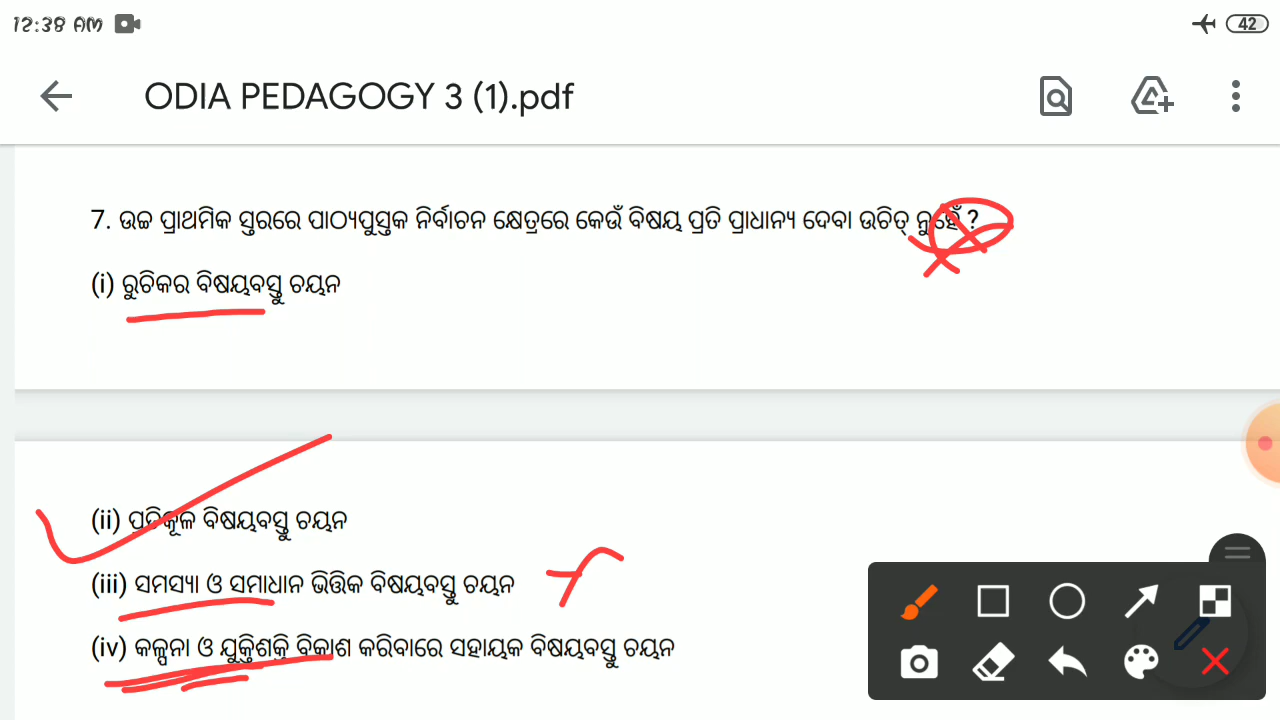 12:38 AM
42
ODIA PEDAGOGY 3 (1).pdf
7. ଉଚ୍ଚ ପ୍ରାଥମିକ ସ୍ତରରେ ପାଠ୍ୟପୁସ୍ତକ ନିର୍ବାଚନ କ୍ଷେତ୍ରରେ କେଉଁ ବିଷୟ ପ୍ରତି ପ୍ରାଧାନ୍ୟ ଦେବା ଉଚିତ୍ ନୁହେଁ ?
(i) ରୁଚିକର ବିଷୟବସ୍ତୁ ଚୟନ
(ii) ପ୍ରତିକୂଳ ବିଷୟବସ୍ତୁ ଚୟନ
(iii) ସମସ୍ୟା ଓ ସମାଧାନ ଭିତ୍ତିକ ବିଷୟବସ୍ତୁ ଚୟନ
(iv) କଳ୍ପନା ଓ ଯୁକ୍ତିଶକ୍ତି ବିକାଶ କରିବାରେ ସହାୟକ ବିଷୟବସ୍ତୁ ଚୟନ